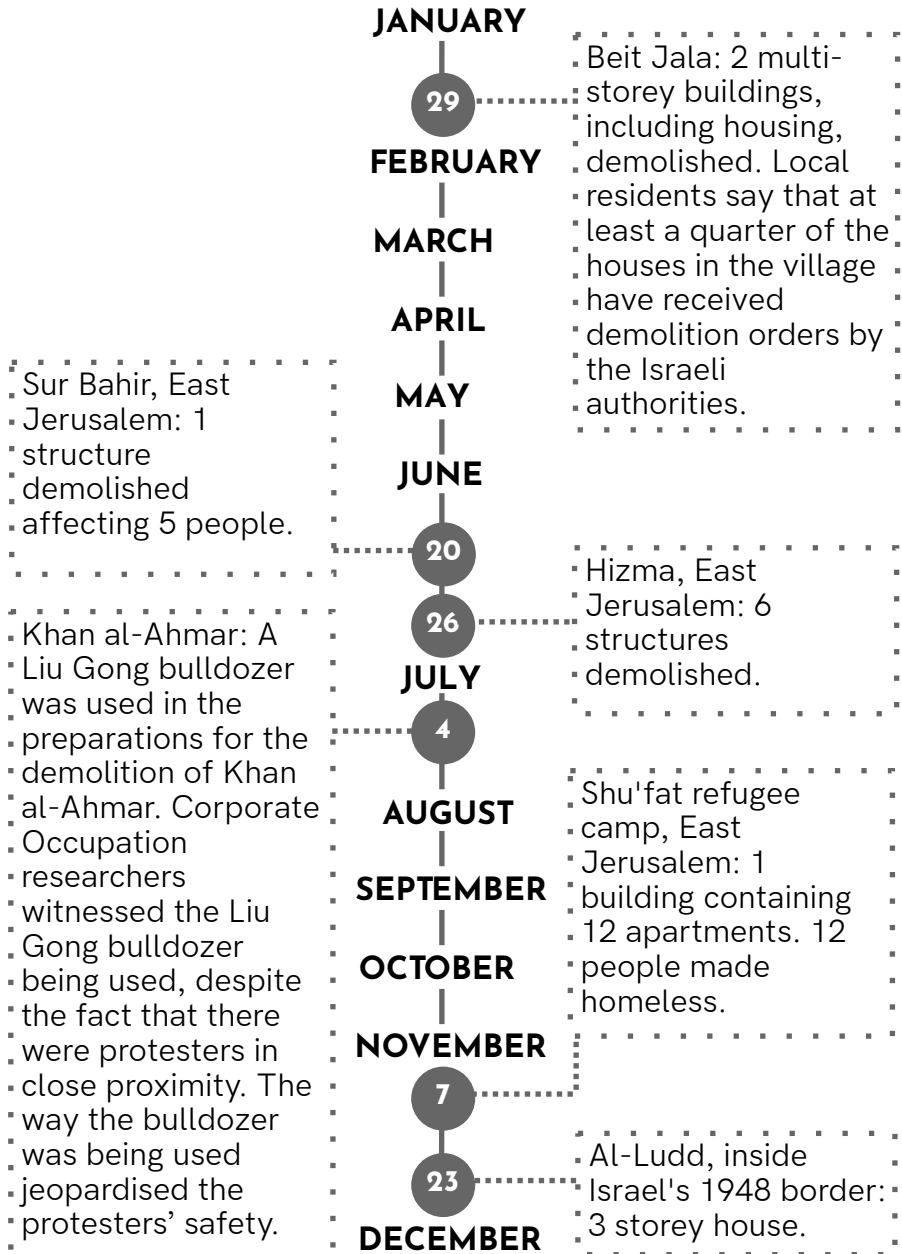 JANUARY
29
Beit Jala: 2 multi-
storey buildings,
including housing,
demolished. Local
residents say that at
least a quarter of the
houses in the village
have received
demolition orders by
the Israeli
authorities.
FEBRUARY
MARCH
APRIL
MAY
JUNE
Sur Bahir, East
Jerusalem: 1
structure
demolished
affecting 5 people.
20
26
Hizma, East
Jerusalem: 6
structures
demolished.
JULY
4
Khan al-Ahmar: A
Liu Gong bulldozer
was used in the
preparations for the
demolition of Khan
al-Ahmar. Corporate
Occupation
researchers
witnessed the Liu
Gong bulldozer
being used, despite
the fact that there
were protesters in
close proximity. The
way the bulldozer
was being used
jeopardised the
protesters’ safety.
AUGUST
SEPTEMBER
OCTOBER
NOVEMBER
7
Shu'fat refugee
camp, East
Jerusalem: 1
building containing
12 apartments. 12
people made
homeless.
23
Al-Ludd, inside
Israel's 1948 border:
3 storey house.
DECEMBER